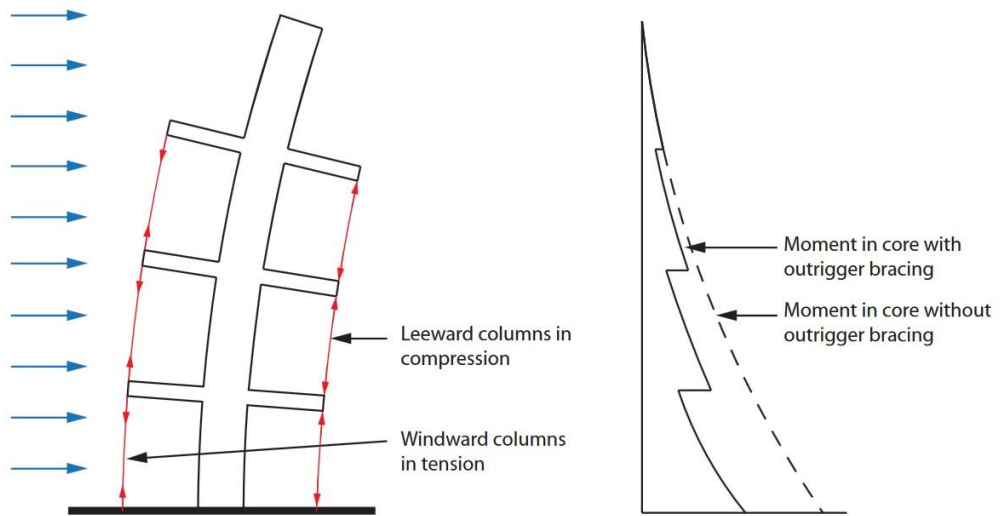 Leeward columns in
compression
Windward columns
in tension
Moment in core with
outrigger bracing
Moment in core without
outrigger bracing